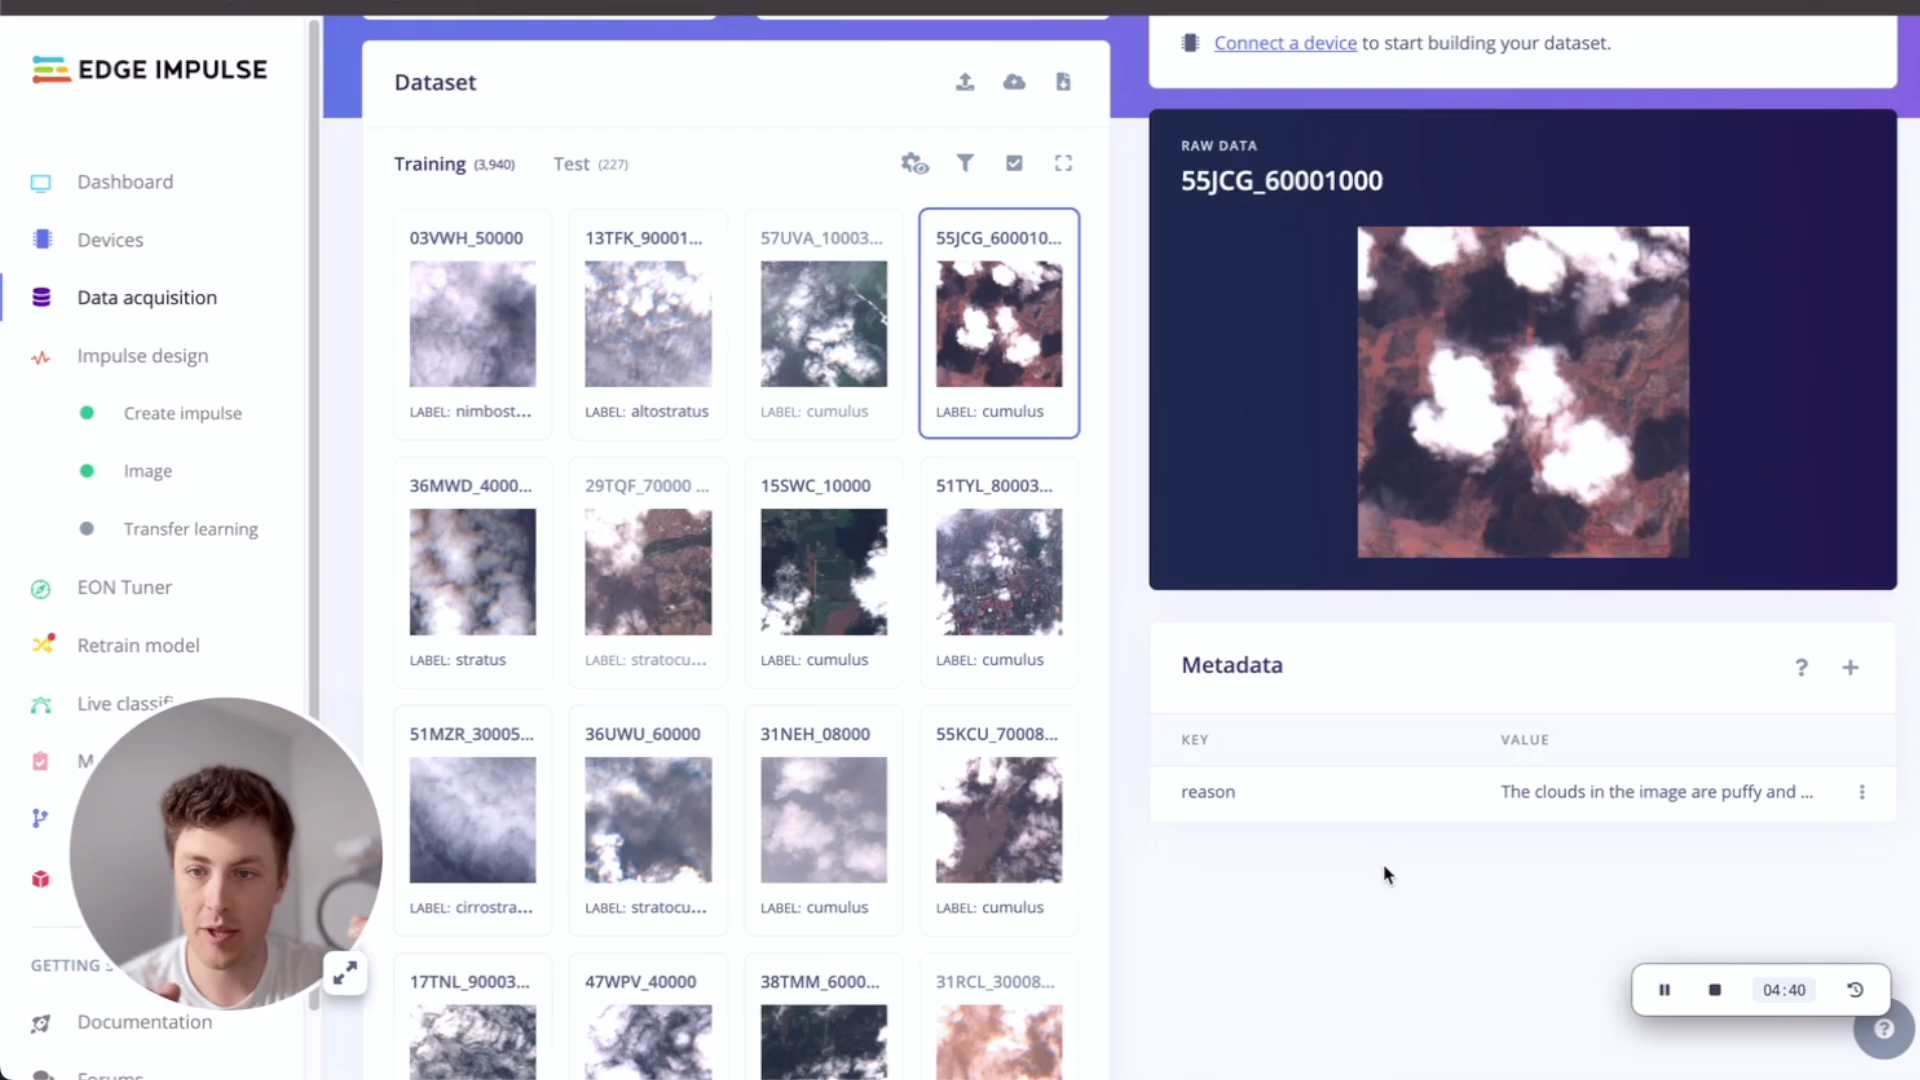 EDGE IMPULSE
Dashboard
Devices
Data acquisition
Impulse design
Create impulse
Image
Transfer learning
EON Tuner
Retrain model
Live classifi
M
GETTING
Documentation
Forums
Dataset
Training (3,940) Test (227)
03VWH_50000 13TFK_90001... 57UVA_10003... 55JCG_600010...
LABEL: nimbost... LABEL: altostratus LABEL: cumulus LABEL: cumulus
36MWD_4000... 29TQF_70000 ... 15SWC_10000 51TYL_80003...
LABEL: stratus LABEL: stratocu... LABEL: cumulus LABEL: cumulus
51MZR_30005... 36UWU_60000 31NEH_08000 55KCU_70008...
LABEL: cirrostra... LABEL: stratocu... LABEL: cumulus LABEL: cumulus
17TNL_90003... 47WPV_40000 38TMM_6000... 31RCL_30008...
Connect a device to start building your dataset.
RAW DATA
55JCG_60001000
Metadata
? +
KEY VALUE
reason The clouds in the image are puffy and ...
04:40
?